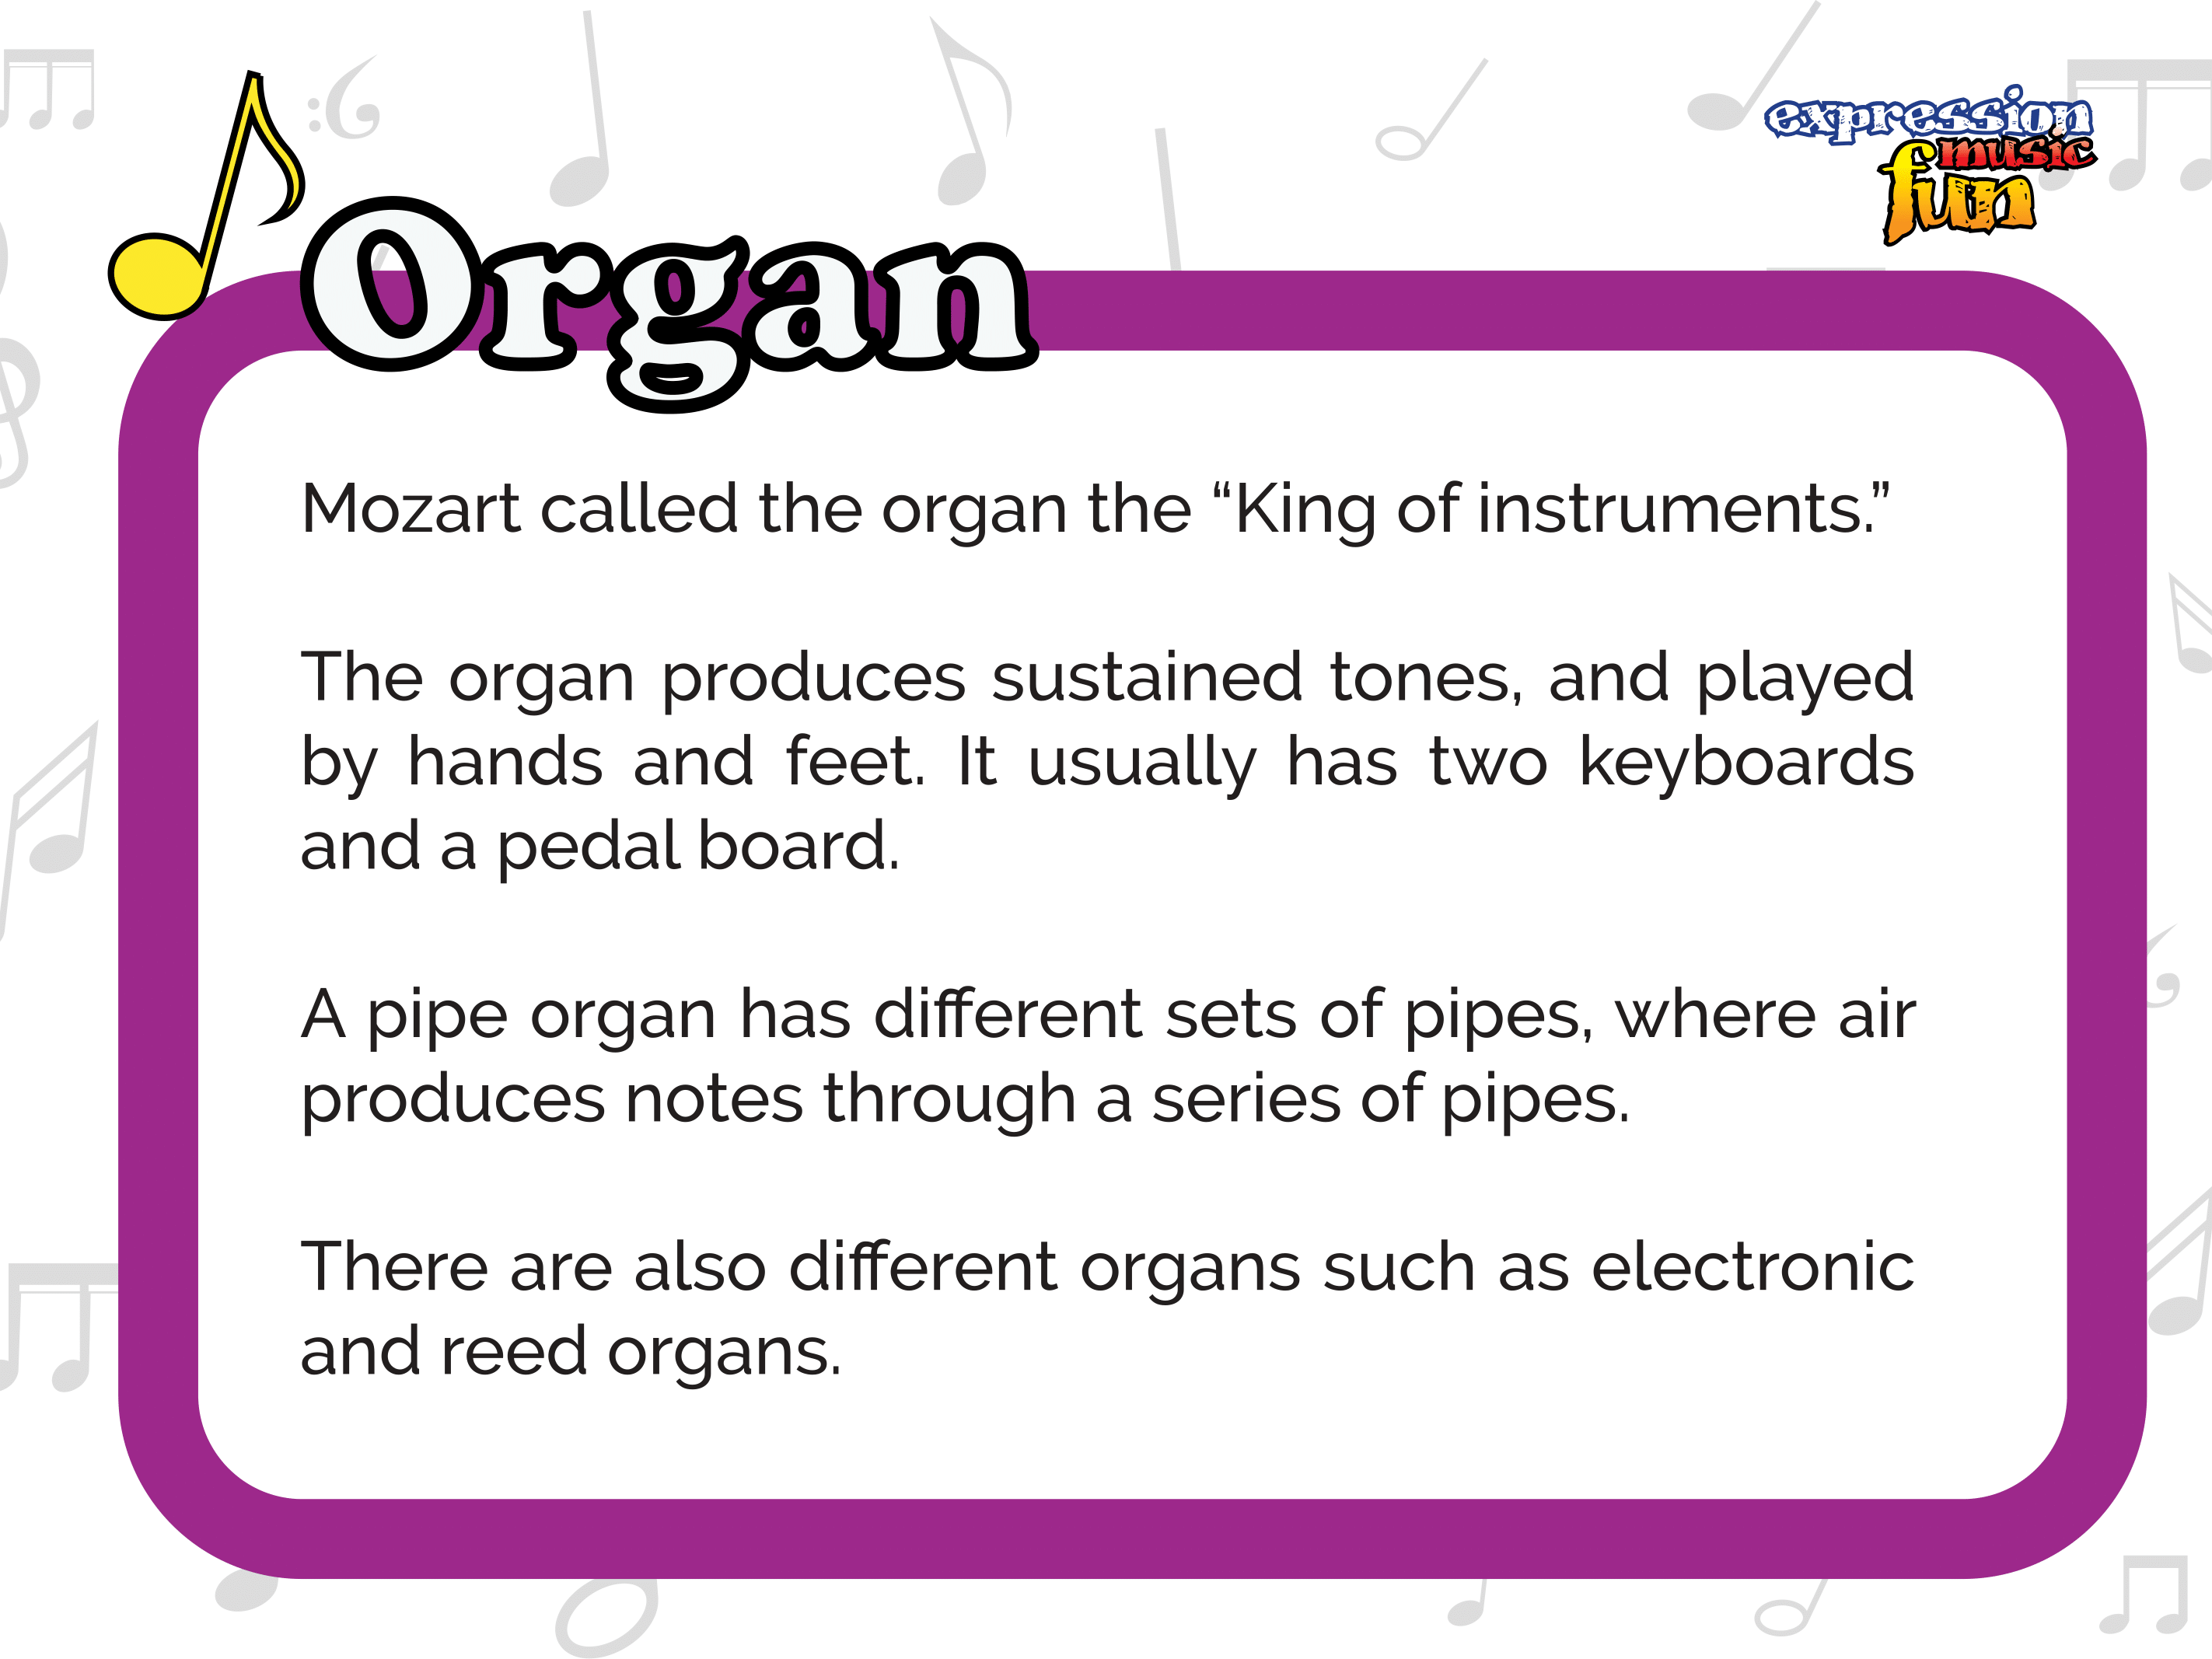 expression
music
fun
Organ
Mozart called the organ the “King of instruments.”
The organ produces sustained tones, and played
by hands and feet. It usually has two keyboards
and a pedal board.
A pipe organ has different sets of pipes, where air
produces notes through a series of pipes.
There are also different organs such as electronic
and reed organs.